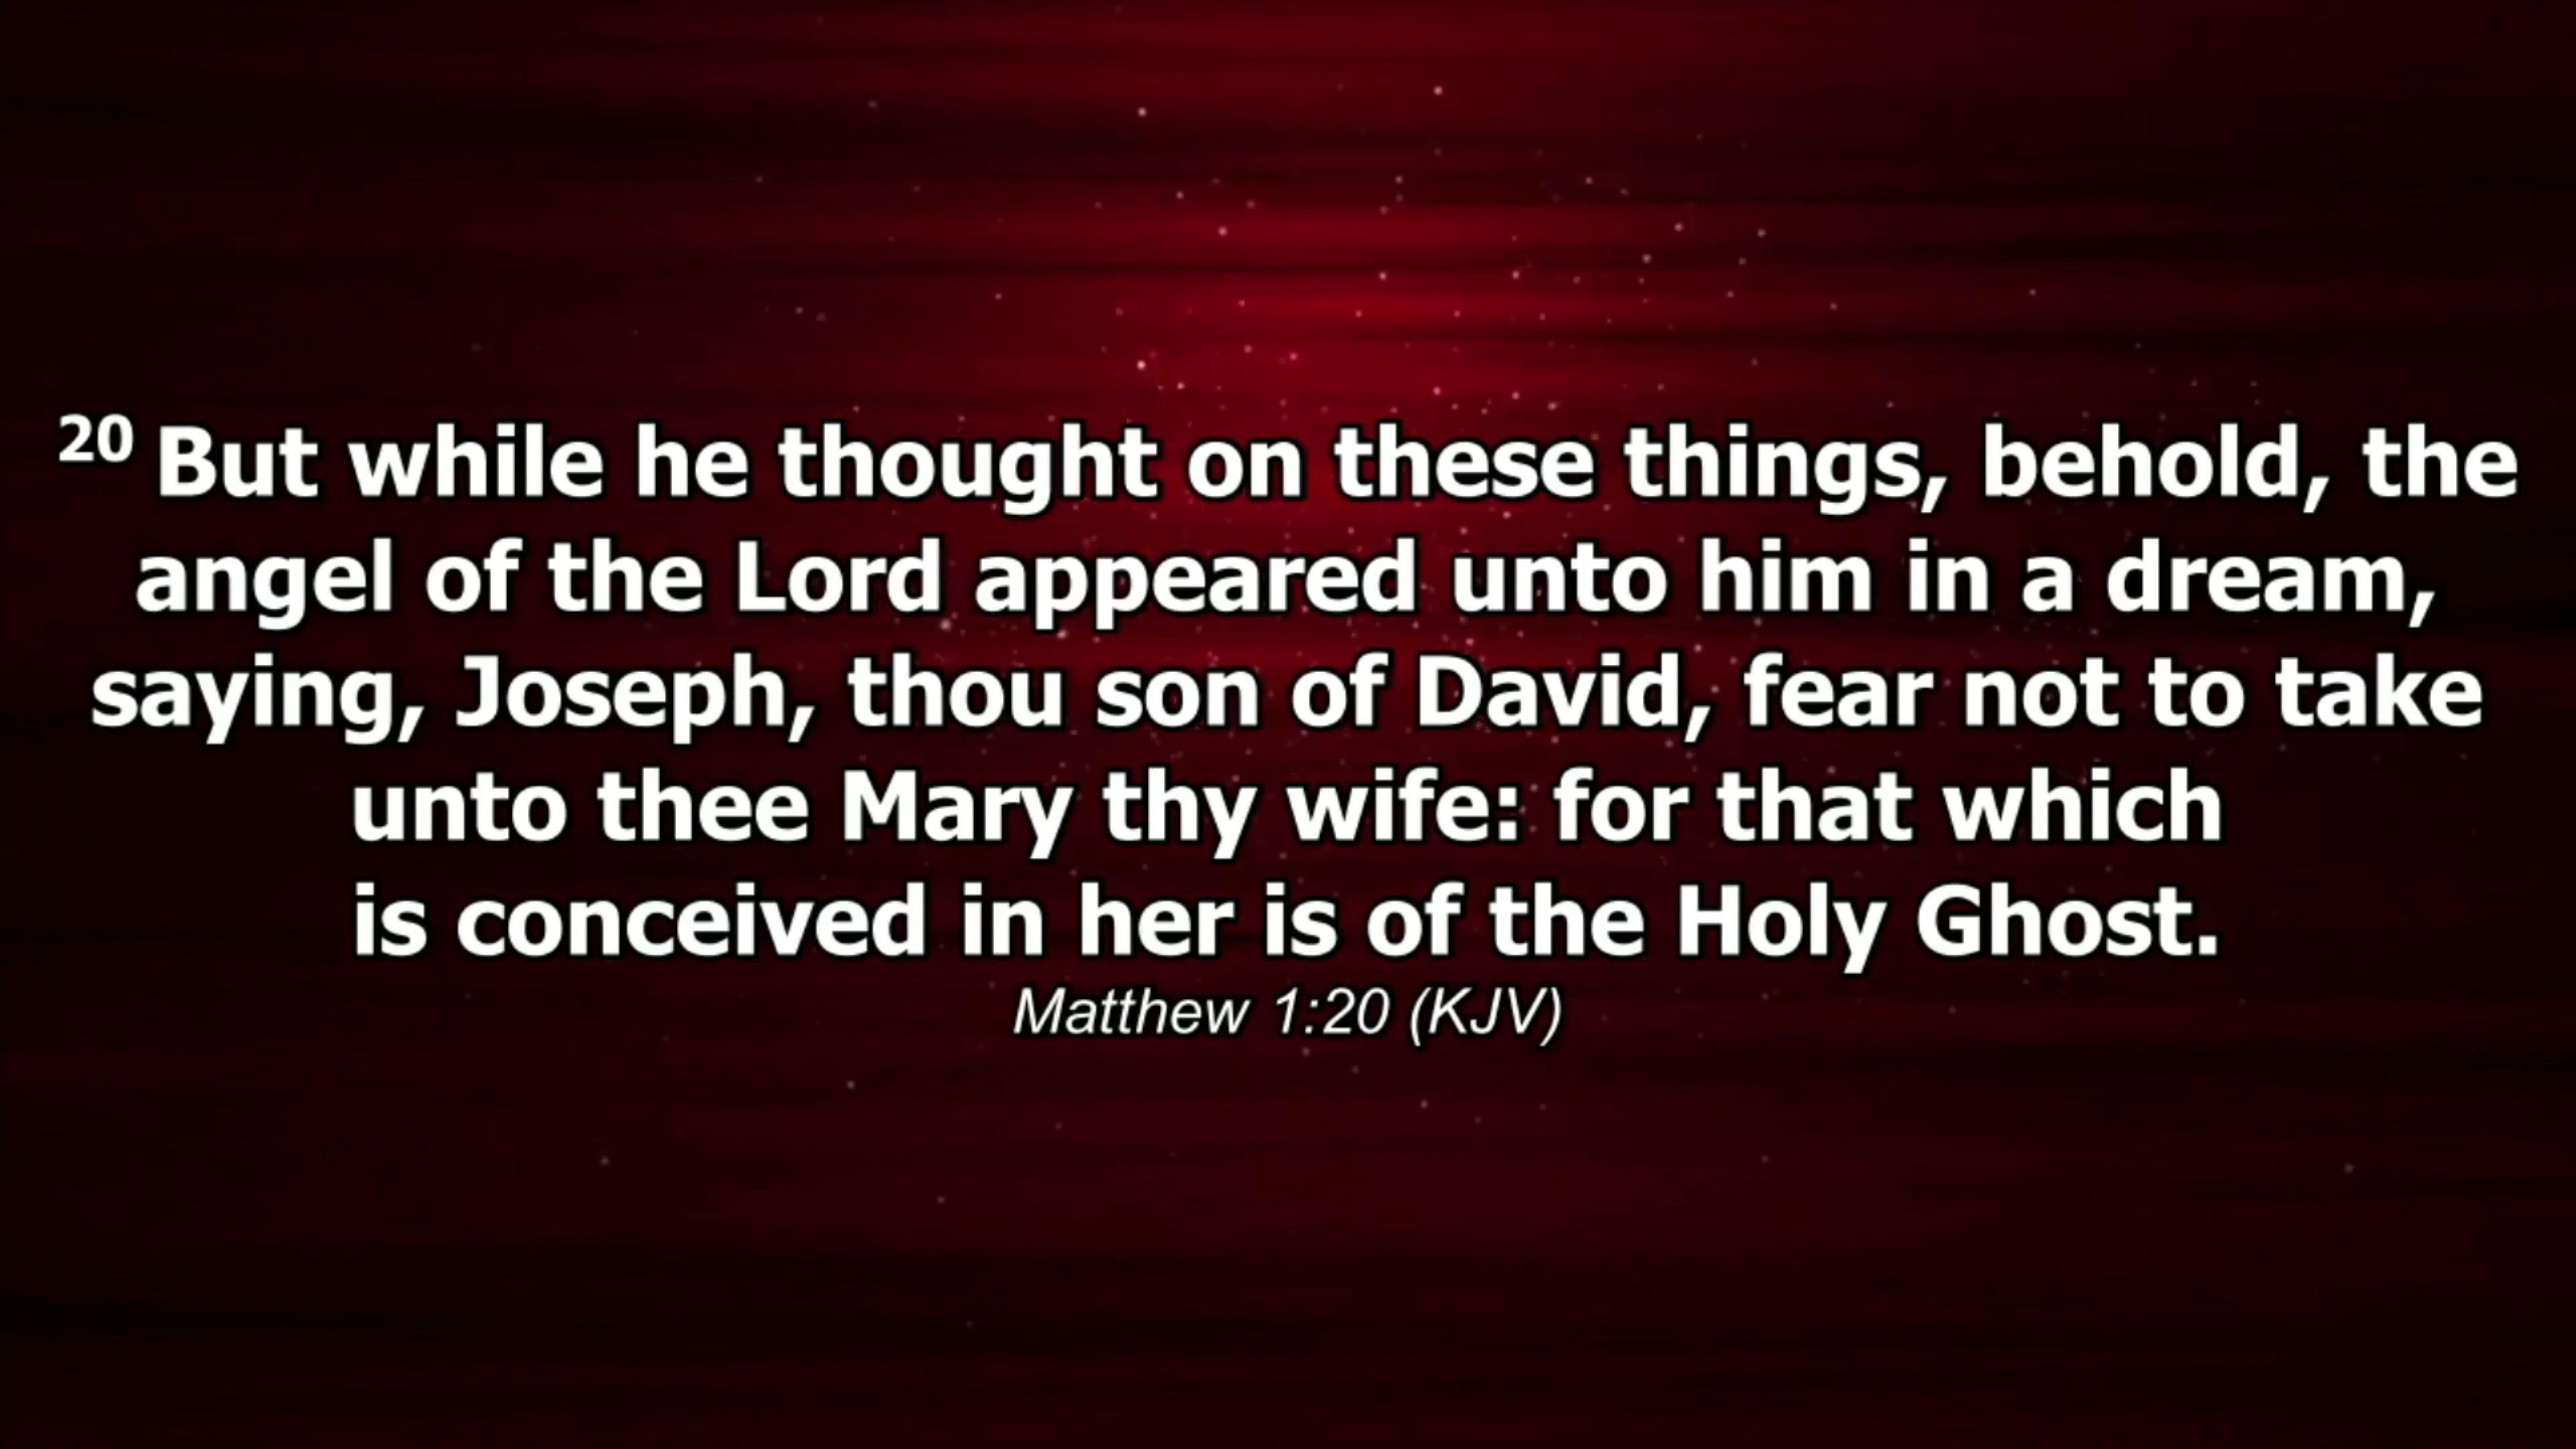 20 But while he thought on these things, behold, the
angel of the Lord appeared unto him in a dream,
saying, Joseph, thou son of David, fear not to take
unto thee Mary thy wife: for that which
is conceived in her is of the Holy Ghost.
Matthew 1:20 (KJV)